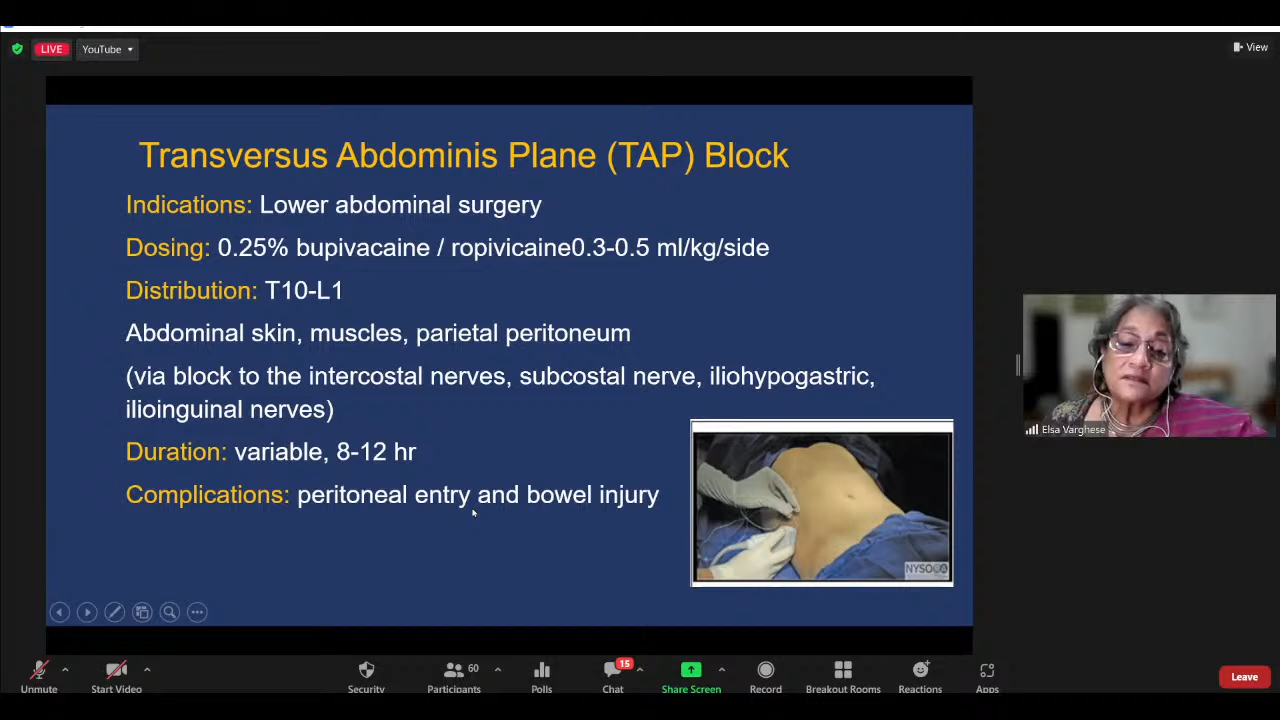 LIVE
YouTube
View
Transversus Abdominis Plane (TAP) Block
Indications: Lower abdominal surgery
Dosing: 0.25% bupivacaine / ropivicaine0.3-0.5 ml/kg/side
Distribution: T10-L1
Abdominal skin, muscles, parietal peritoneum
(via block to the intercostal nerves, subcostal nerve, iliohypogastric,
ilioinguinal nerves)
Duration: variable, 8-12 hr
Complications: peritoneal entry and bowel injury
NYSORA
Elsa Varghese
Unmute
Start Video
Security
60
Participants
Polls
15
Chat
Share Screen
Record
Breakout Rooms
Reactions
Apps
Leave